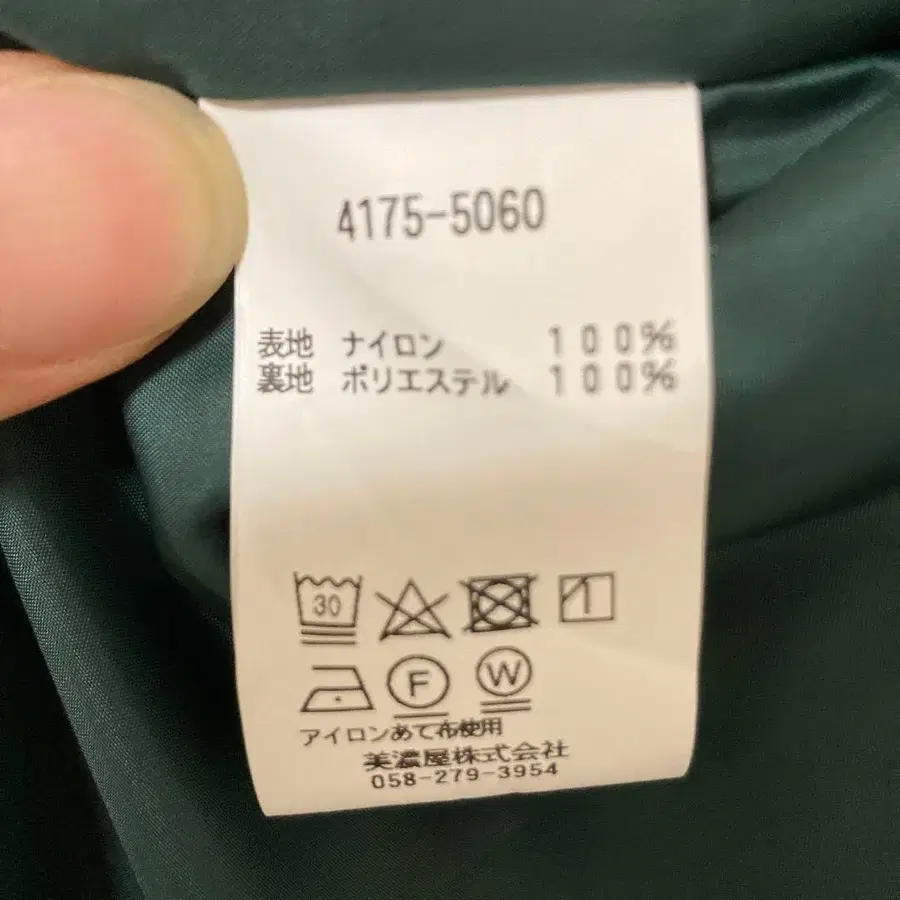 4175-5060
表地 ナイロン 100%
裏地 ポリエステル 100%
30
F W
アイロンあて布使用
美濃屋株式会社
058-279-3954